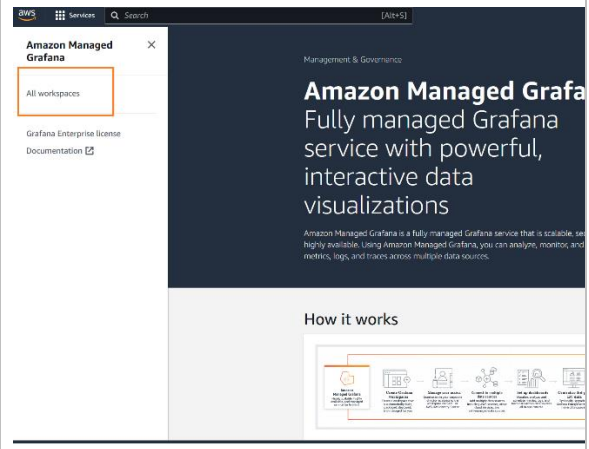 aws
Services
Search
[Alt+S]
Amazon Managed
Grafana
All workspaces
Grafana Enterprise license
Documentation
Management & Governance
Amazon Managed Grafa
Fully managed Grafana
service with powerful,
interactive data
visualizations
Amazon Managed Grafana is a fully managed Grafana service that is scalable, se
highly available. Using Amazon Managed Grafana, you can analyze, monitor, and
metrics, logs, and traces across multiple data sources.
How it works